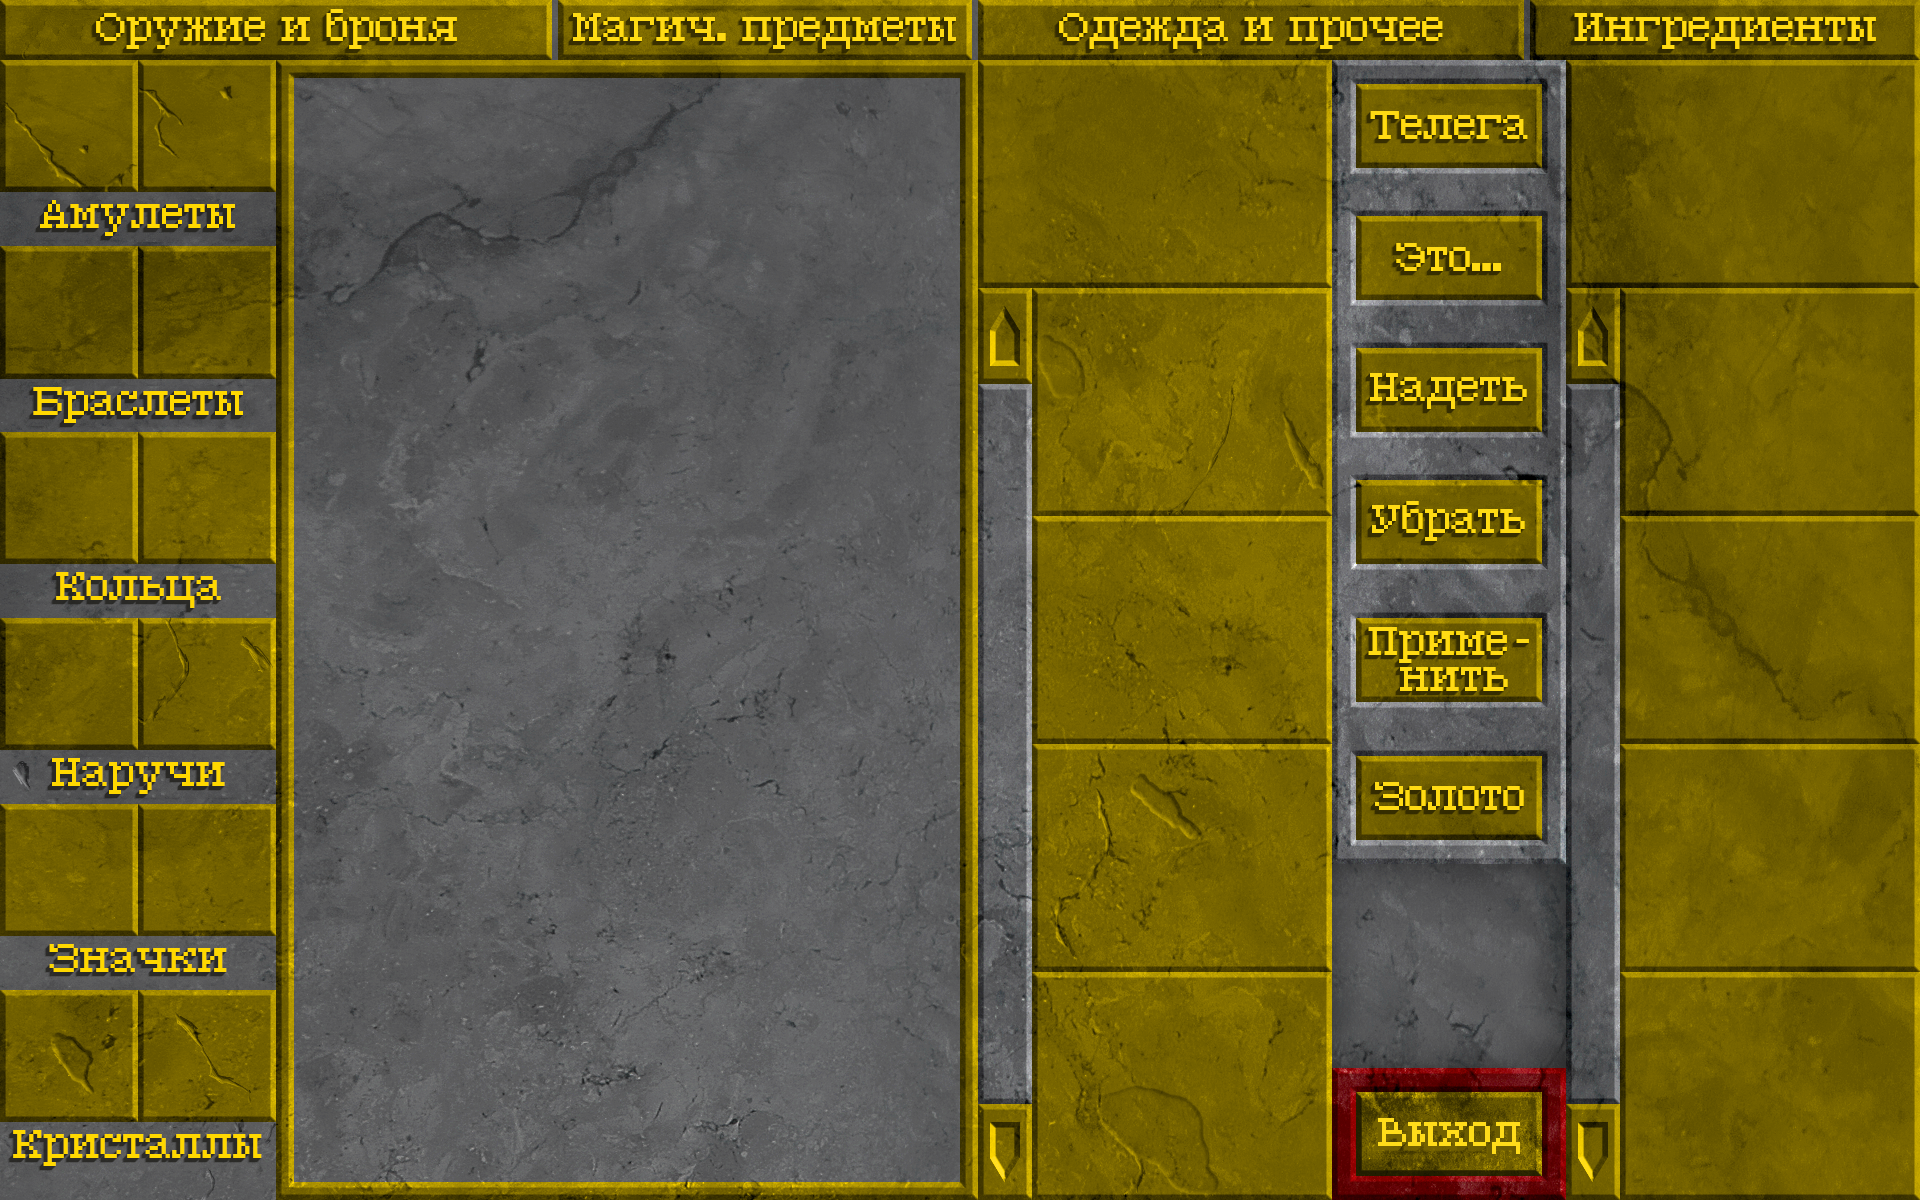 Оружие и броня
Магич. предметы
Одежда и прочее
Ингредиенты
Амулеты
Браслеты
Кольца
Наручи
Значки
Кристаллы
Телега
Это...
Надеть
Убрать
Приме-
нить
Золото
Выход